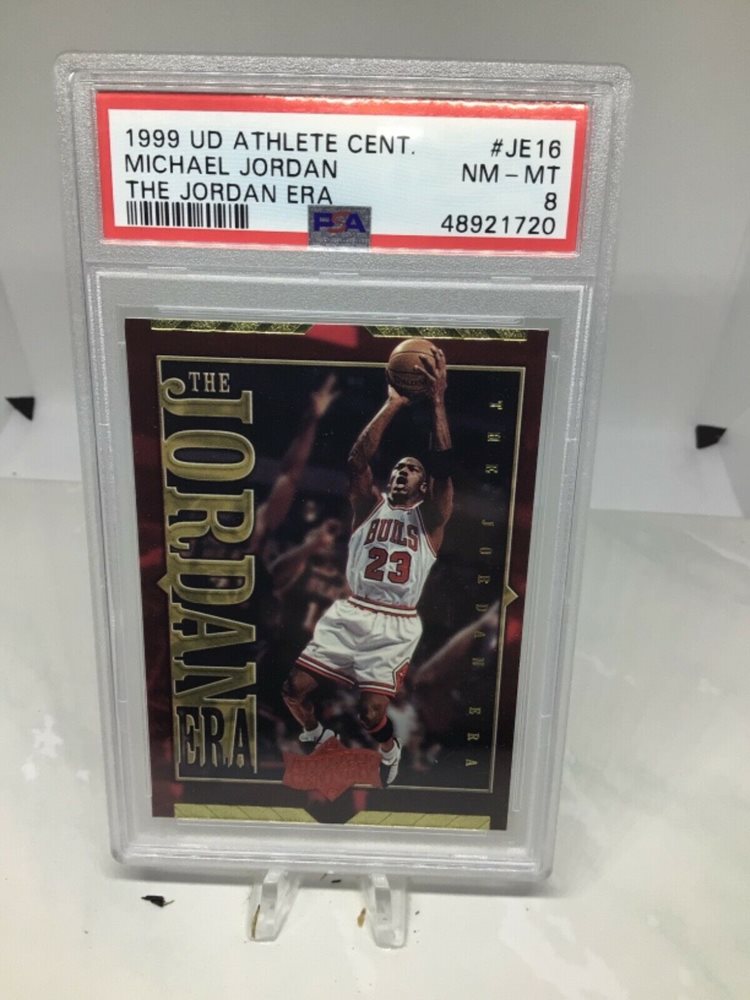 1999 UD ATHLETE CENT. #JE16
MICHAEL JORDAN NM - MT
THE JORDAN ERA 8
PSA 48921720
THE
JORDAN
ERA
SPALDING
BULLS
23
THE JORDAN ERA